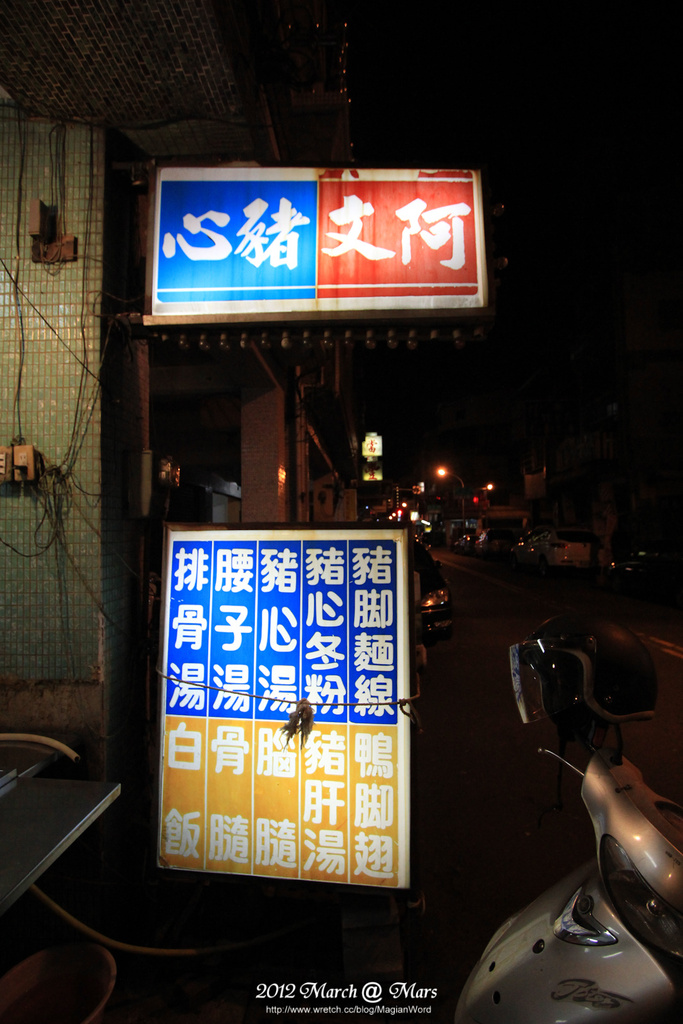 阿文豬心
豬脚麵線
豬心冬粉
豬心湯
腰子湯
排骨湯
鴨脚翅
豬肝湯
腦髓
骨髓
白飯
2012 March @ Mars
http://www.wretch.cc/blog/MagianWord